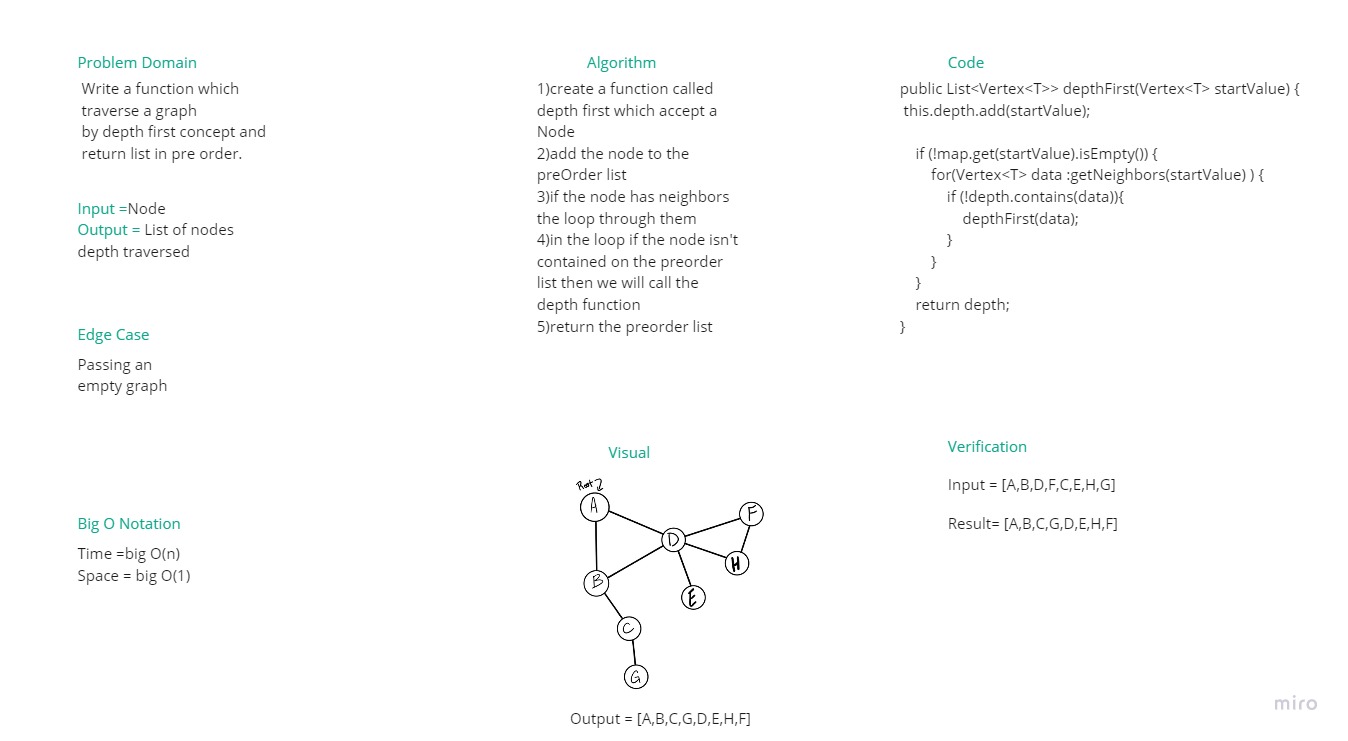 Problem Domain
Write a function which
traverse a graph
by depth first concept and
return list in pre order.
Input =Node
Output = List of nodes
depth traversed
Edge Case
Passing an
empty graph
Big O Notation
Time =big O(n)
Space = big O(1)
Algorithm
1)create a function called
depth first which accept a
Node
2)add the node to the
preOrder list
3)if the node has neighbors
the loop through them
4)in the loop if the node isn't
contained on the preorder
list then we will call the
depth function
5)return the preorder list
Visual
Root
A
F
D
H
B
E
C
G
Output = [A,B,C,G,D,E,H,F]
Code
public List<Vertex<T>> depthFirst(Vertex<T> startValue) {
this.depth.add(startValue);
if (!map.get(startValue).isEmpty()) {
for(Vertex<T> data :getNeighbors(startValue) ) {
if (!depth.contains(data)){
depthFirst(data);
}
}
}
return depth;
}
Verification
Input = [A,B,D,F,C,E,H,G]
Result= [A,B,C,G,D,E,H,F]
miro